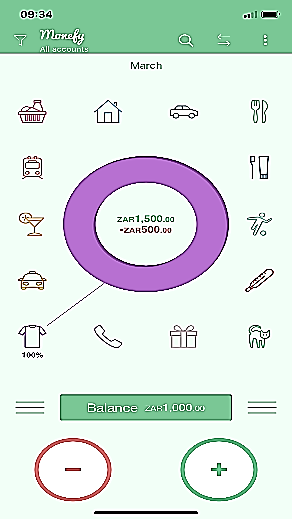 09:34
Monefy
All accounts
March
ZAR1,500.00
-ZAR500.00
100%
Balance ZAR1,000.00